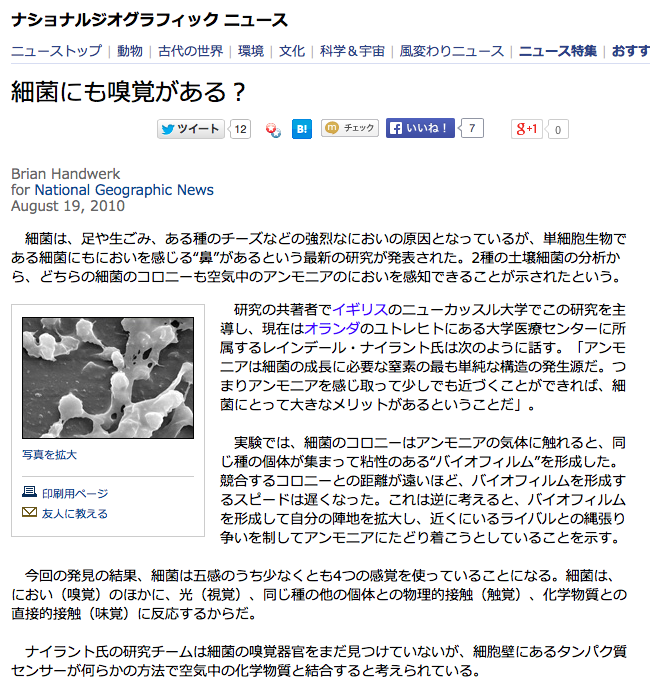 ナショナルジオグラフィック ニュース
ニューストップ | 動物 | 古代の世界 | 環境 | 文化 | 科学＆宇宙 | 風変わりニュース | ニュース特集 | おすす
細菌にも嗅覚がある？
ツイート 12 B! m チェック いいね！ 7 g+1 0
Brian Handwerk
for National Geographic News
August 19, 2010
細菌は、足や生ごみ、ある種のチーズなどの強烈なにおいの原因となっているが、単細胞生物で
ある細菌にもにおいを感じる“鼻”があるという最新の研究が発表された。2種の土壌細菌の分析か
ら、どちらの細菌のコロニーも空気中のアンモニアのにおいを感知できることが示されたという。
研究の共著者でイギリスのニューカッスル大学でこの研究を主
導し、現在はオランダのユトレヒトにある大学医療センターに所
属するレインデール・ナイラント氏は次のように話す。「アンモ
ニアは細菌の成長に必要な窒素の最も単純な構造の発生源だ。つ
まりアンモニアを感じ取って少しでも近づくことができれば、細
菌にとって大きなメリットがあるということだ」。
写真を拡大
印刷用ページ
友人に教える
実験では、細菌のコロニーはアンモニアの気体に触れると、同
じ種の個体が集まって粘性のある“バイオフィルム”を形成した。
競合するコロニーとの距離が遠いほど、バイオフィルムを形成す
るスピードは遅くなった。これは逆に考えると、バイオフィルム
を形成して自分の陣地を拡大し、近くにいるライバルとの縄張り
争いを制してアンモニアにたどり着こうとしていることを示す。
今回の発見の結果、細菌は五感のうち少なくとも4つの感覚を使っていることになる。細菌は、
におい（嗅覚）のほかに、光（視覚）、同じ種の他の個体との物理的接触（触覚）、化学物質との
直接的接触（味覚）に反応するからだ。
ナイラント氏の研究チームは細菌の嗅覚器官をまだ見つけていないが、細胞壁にあるタンパク質
センサーが何らかの方法で空気中の化学物質と結合すると考えられている。